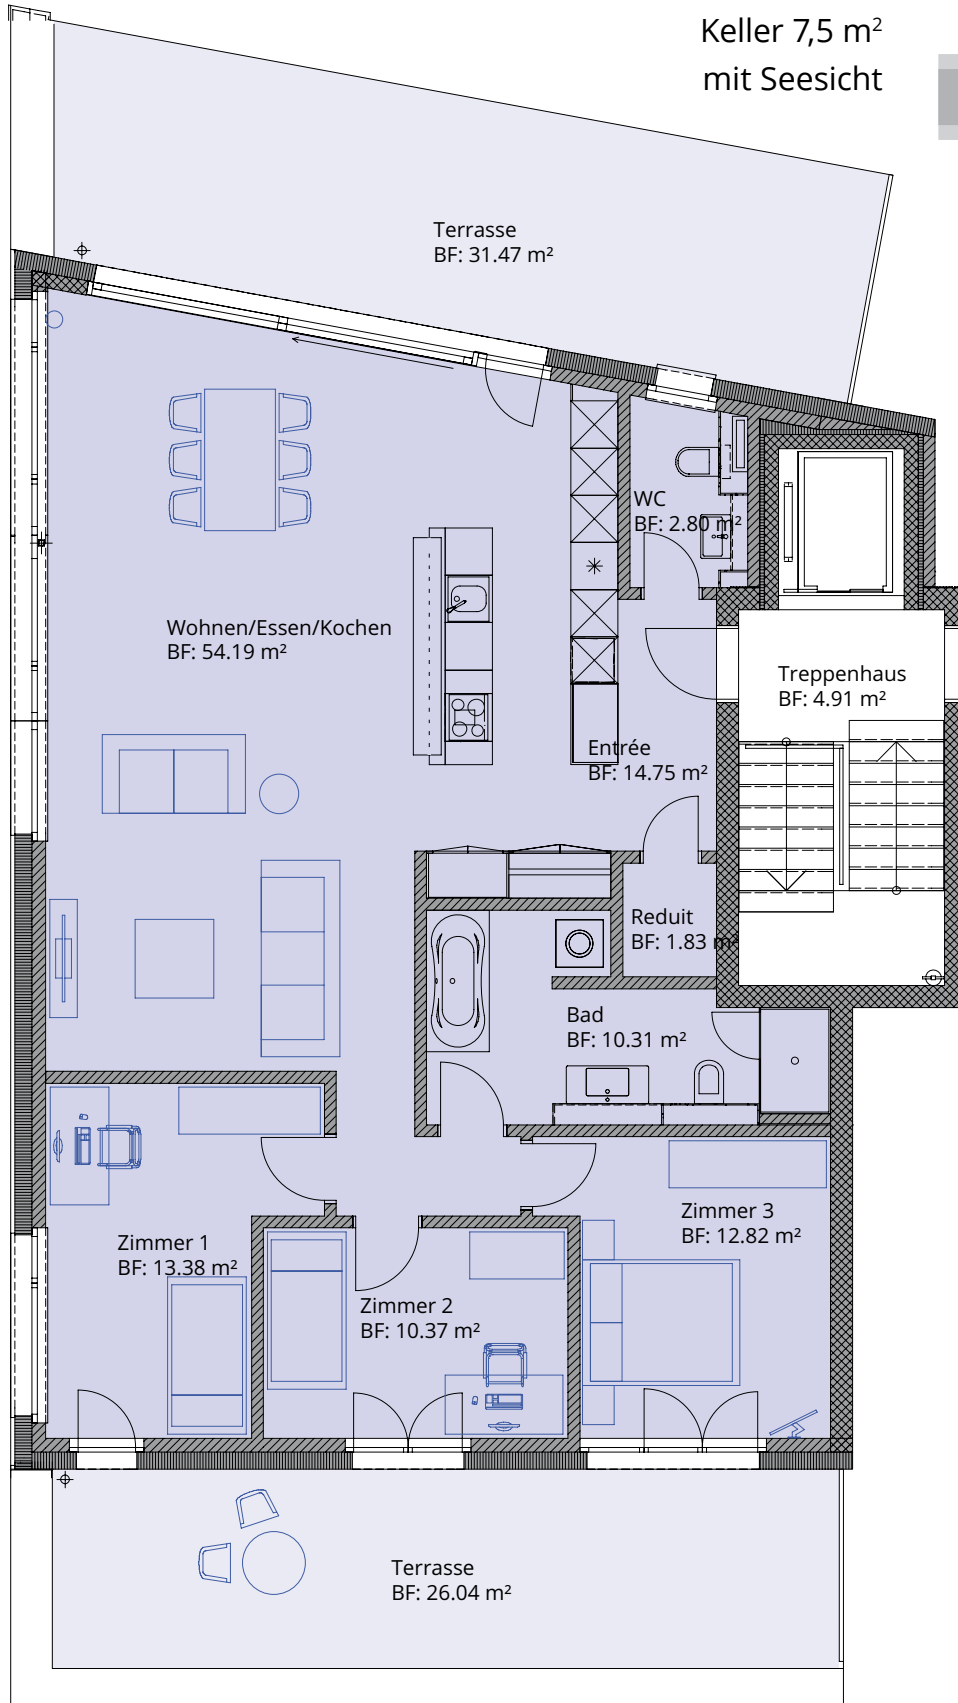 Keller 7,5 m²
mit Seesicht
Terrasse
BF: 31.47 m²
WC
BF: 2.80 m²
Wohnen/Essen/Kochen
BF: 54.19 m²
Treppenhaus
BF: 4.91 m²
Entrée
BF: 14.75 m²
Reduit
BF: 1.83 m²
Bad
BF: 10.31 m²
Zimmer 3
BF: 12.82 m²
Zimmer 1
BF: 13.38 m²
Zimmer 2
BF: 10.37 m²
Terrasse
BF: 26.04 m²